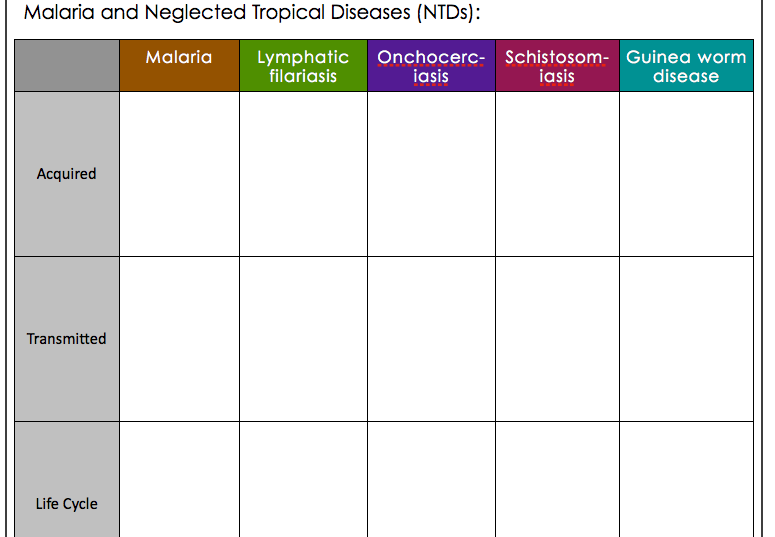 Malaria and Neglected Tropical Diseases (NTDs):
Malaria
Lymphatic
filariasis
Onchocerc-
iasis
Schistosom-
iasis
Guinea worm
disease
Acquired
Transmitted
Life Cycle